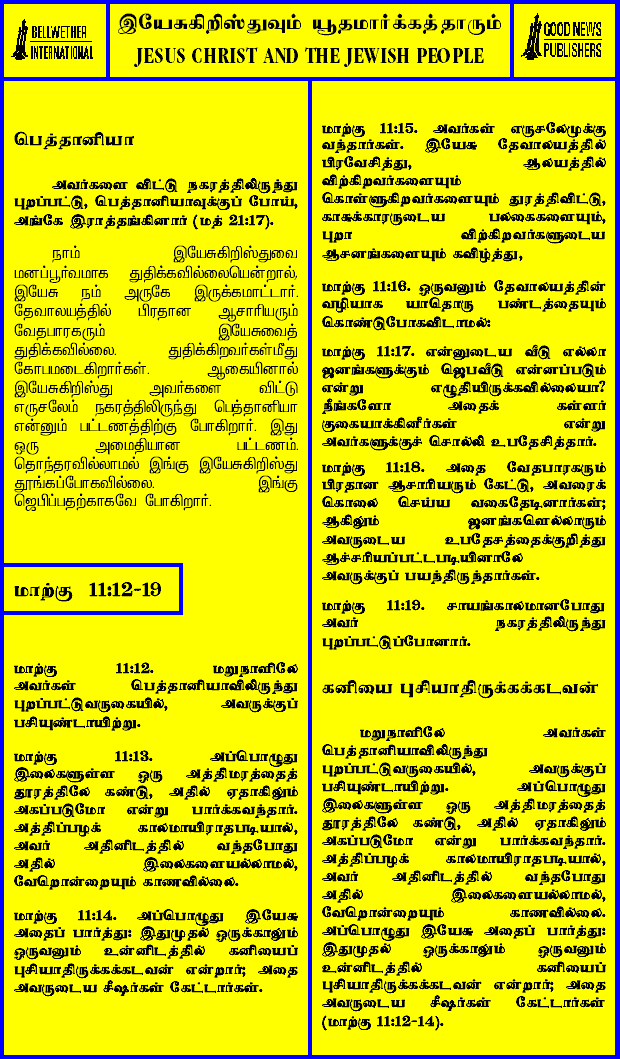 BELLWETHER
INTERNATIONAL
இயேசுகிறிஸ்துவும் யூதமார்க்கத்தாரும்
JESUS CHRIST AND THE JEWISH PEOPLE
GOOD NEWS
PUBLISHERS
பெத்தானியா
அவர்களை விட்டு நகரத்திலிருந்து
புறப்பட்டு, பெத்தானியாவுக்குப் போய்,
அங்கே இராத்தங்கினார் (மத் 21:17).
நாம் இயேசுகிறிஸ்துவை
மனப்பூர்வமாக துதிக்கவில்லையென்றால்,
இயேசு நம் அருகே இருக்கமாட்டார்.
தேவாலயத்தில் பிரதான ஆசாரியரும்
வேதபாரகரும் இயேசுவைத்
துதிக்கவில்லை. துதிக்கிறவர்கள்மீது
கோபமடைகிறார்கள். ஆகையினால்
இயேசுகிறிஸ்து அவர்களை விட்டு
எருசலேம் நகரத்திலிருந்து பெத்தானியா
என்னும் பட்டணத்திற்கு போகிறார். இது
ஒரு அமைதியான பட்டணம்.
தொந்தரவில்லாமல் இங்கு இயேசுகிறிஸ்து
தூங்கப்போகவில்லை. இங்கு
ஜெபிப்பதற்காகவே போகிறார்.
மாற்கு 11:12-19
மாற்கு 11:12. மறுநாளிலே
அவர்கள் பெத்தானியாவிலிருந்து
புறப்பட்டுவருகையில், அவருக்குப்
பசியுண்டாயிற்று.
மாற்கு 11:13. அப்பொழுது
இலைகளுள்ள ஒரு அத்திமரத்தைத்
தூரத்திலே கண்டு, அதில் ஏதாகிலும்
அகப்படுமோ என்று பார்க்கவந்தார்.
அத்திப்பழக் காலமாயிராதபடியால்,
அவர் அதினிடத்தில் வந்தபோது
அதில் இலைகளையல்லாமல்,
வேறொன்றையும் காணவில்லை.
மாற்கு 11:14. அப்பொழுது இயேசு
அதைப் பார்த்து: இதுமுதல் ஒருக்காலும்
ஒருவனும் உன்னிடத்தில் கனியைப்
புசியாதிருக்கக்கடவன் என்றார்; அதை
அவருடைய சீஷர்கள் கேட்டார்கள்.
மாற்கு 11:15. அவர்கள் எருசலேமுக்கு
வந்தார்கள். இயேசு தேவாலயத்தில்
பிரவேசித்து, ஆலயத்தில்
விற்கிறவர்களையும்
கொள்ளுகிறவர்களையும் துரத்திவிட்டு,
காசுக்காரருடைய பலகைகளையும்,
புறா விற்கிறவர்களுடைய
ஆசனங்களையும் கவிழ்த்து,
மாற்கு 11:16. ஒருவனும் தேவாலயத்தின்
வழியாக யாதொரு பண்டத்தையும்
கொண்டுபோகவிடாமல்:
மாற்கு 11:17. என்னுடைய வீடு எல்லா
ஜனங்களுக்கும் ஜெபவீடு என்னப்படும்
என்று எழுதியிருக்கவில்லையா?
நீங்களோ அதைக் கள்ளர்
குகையாக்கினீர்கள் என்று
அவர்களுக்குச் சொல்லி உபதேசித்தார்.
மாற்கு 11:18. அதை வேதபாரகரும்
பிரதான ஆசாரியரும் கேட்டு, அவரைக்
கொலை செய்ய வகைதேடினார்கள்;
ஆகிலும் ஜனங்களெல்லாரும்
அவருடைய உபதேசத்தைக்குறித்து
ஆச்சரியப்பட்டபடியினாலே
அவருக்குப் பயந்திருந்தார்கள்.
மாற்கு 11:19. சாயங்காலமானபோது
அவர் நகரத்திலிருந்து
புறப்பட்டுப்போனார்.
கனியை புசியாதிருக்கக்கடவன்
மறுநாளிலே அவர்கள்
பெத்தானியாவிலிருந்து
புறப்பட்டுவருகையில், அவருக்குப்
பசியுண்டாயிற்று. அப்பொழுது
இலைகளுள்ள ஒரு அத்திமரத்தைத்
தூரத்திலே கண்டு, அதில் ஏதாகிலும்
அகப்படுமோ என்று பார்க்கவந்தார்.
அத்திப்பழக் காலமாயிராதபடியால்,
அவர் அதினிடத்தில் வந்தபோது
அதில் இலைகளையல்லாமல்,
வேறொன்றையும் காணவில்லை.
அப்பொழுது இயேசு அதைப் பார்த்து:
இதுமுதல் ஒருக்காலும் ஒருவனும்
உன்னிடத்தில் கனியைப்
புசியாதிருக்கக்கடவன் என்றார்; அதை
அவருடைய சீஷர்கள் கேட்டார்கள்
(மாற்கு 11:12-14).